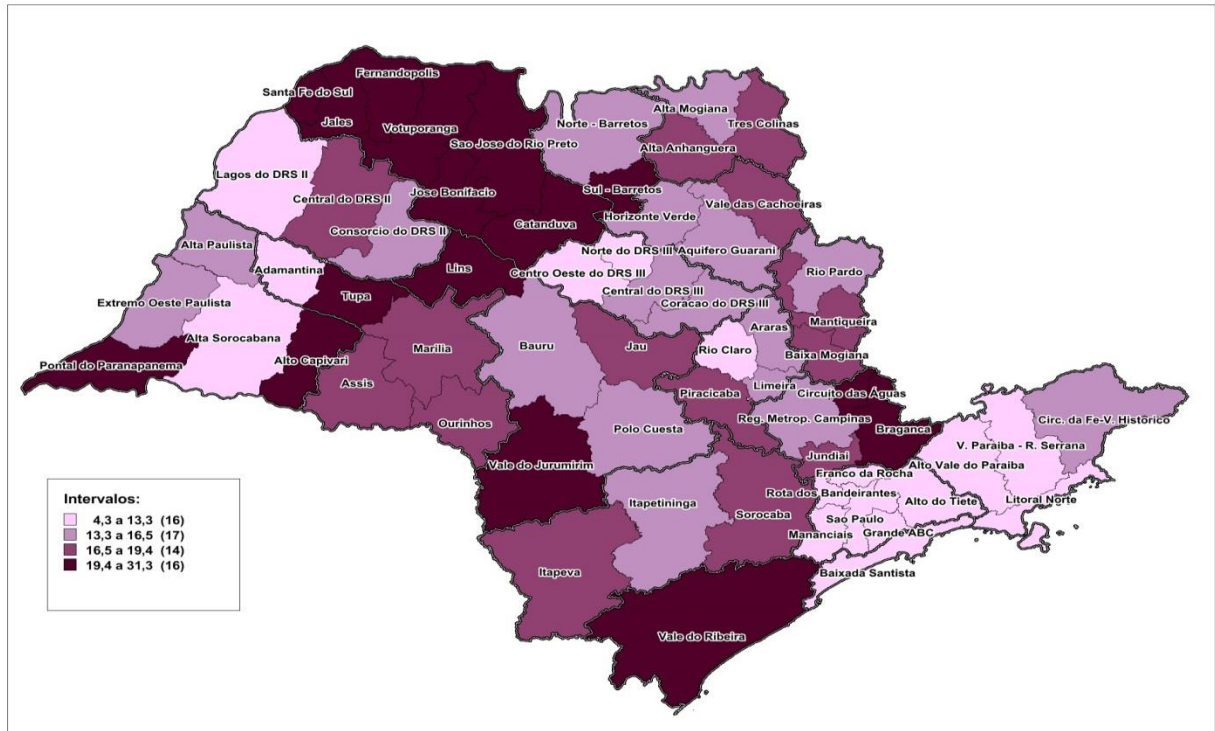 Fernandopolis
Santa Fe do Sul
Jales
Votuporanga
Sao Jose do Rio Preto
Norte - Barretos
Alta Mogiana
Tres Colinas
Alta Anhanguera
Lagos do DRS II
Central do DRS II
Jose Bonifacio
Sul - Barretos
Vale das Cachoeiras
Horizonte Verde
Catanduva
Consorcio do DRS II
Alta Paulista
Adamantina
Lins
Norte do DRS III
Aquifero Guarani
Centro Oeste do DRS III
Rio Pardo
Central do DRS III
Coracao do DRS III
Tupa
Extremo Oeste Paulista
Alta Sorocabana
Mantiqueira
Araras
Marilia
Bauru
Jau
Rio Claro
Baixa Mogiana
Pontal do Paranapanema
Alto Capivari
Assis
Limeira
Circuito das Águas
Piracicaba
Reg. Metrop. Campinas
Ourinhos
Polo Cuesta
Braganca
Circ. da Fe-V. Histórico
V. Paraiba - R. Serrana
Jundiai
Alto Vale do Paraiba
Vale do Jurumirim
Franco da Rocha
Rota dos Bandeirantes
Alto do Tiete
Litoral Norte
Itapetininga
Sorocaba
Sao Paulo
Grande ABC
Mananciais
Baixada Santista
Itapeva
Vale do Ribeira
Intervalos:
4,3 a 13,3 (16)
13,3 a 16,5 (17)
16,5 a 19,4 (14)
19,4 a 31,3 (16)